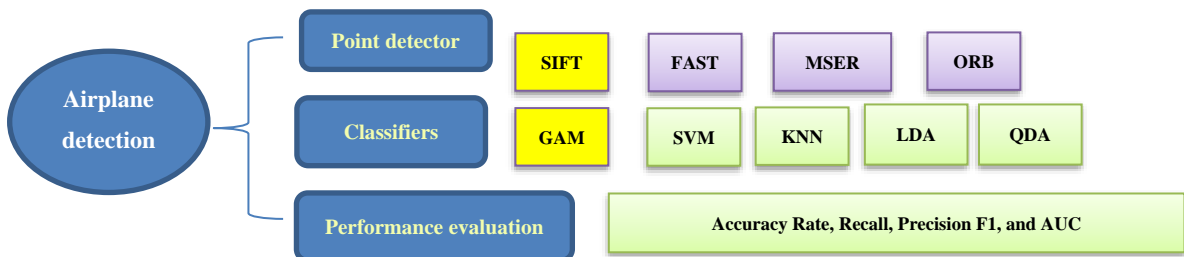 Airplane
detection
Point detector
SIFT
FAST
MSER
ORB
Classifiers
GAM
SVM
KNN
LDA
QDA
Performance evaluation
Accuracy Rate, Recall, Precision F1, and AUC